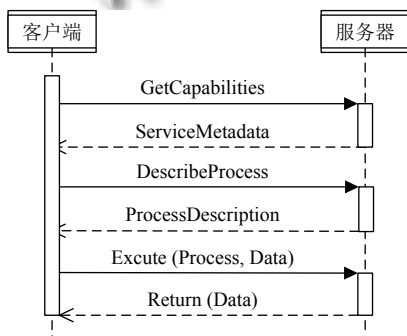 客户端
服务器
GetCapabilities
ServiceMetadata
DescribeProcess
ProcessDescription
Excute (Process, Data)
Return (Data)